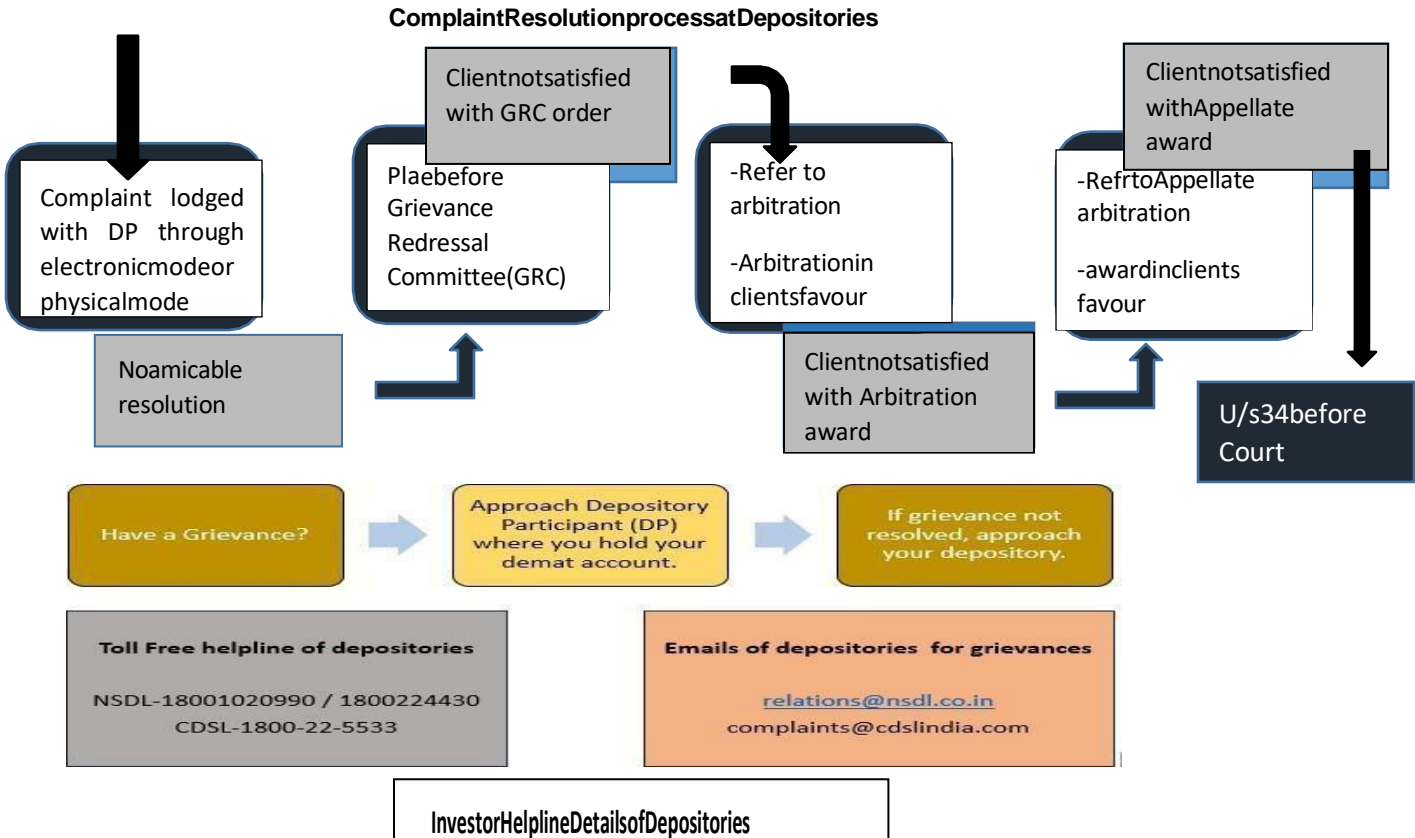 ComplaintResolutionprocessatDepositories
Complaint lodged
with DP through
electronicmodeor
physicalmode
Noamicable
resolution
Plaebefore
Grievance
Redressal
Committee(GRC)
Clientnotsatisfied
with GRC order
-Refer to
arbitration
-Arbitrationin
clientsfavour
Clientnotsatisfied
with Arbitration
award
-RefrtoAppellate
arbitration
-awardinclients
favour
Clientnotsatisfied
withAppellate
award
U/s34before
Court
Have a Grievance?
Approach Depository
Participant (DP)
where you hold your
demat account.
If grievance not
resolved, approach
your depository.
Toll Free helpline of depositories
NSDL-18001020990 / 1800224430
CDSL-1800-22-5533
Emails of depositories for grievances
relations@nsdl.co.in
complaints@cdslindia.com
InvestorHelplineDetailsofDepositories